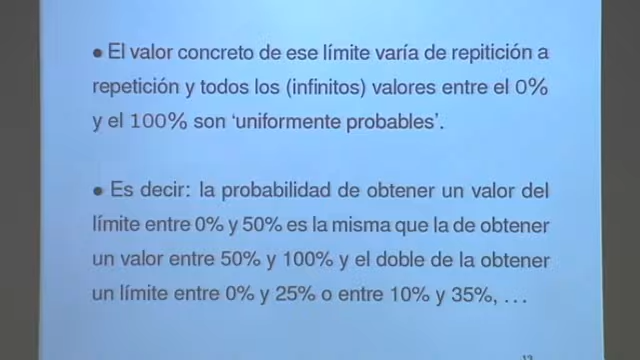 ● El valor concreto de ese límite varía de repitición a
repetición y todos los (infinitos) valores entre el 0%
y el 100% son ‘uniformente probables’.
● Es decir: la probabilidad de obtener un valor del
límite entre 0% y 50% es la misma que la de obtener
un valor entre 50% y 100% y el doble de la obtener
un límite entre 0% y 25% o entre 10% y 35%, ...